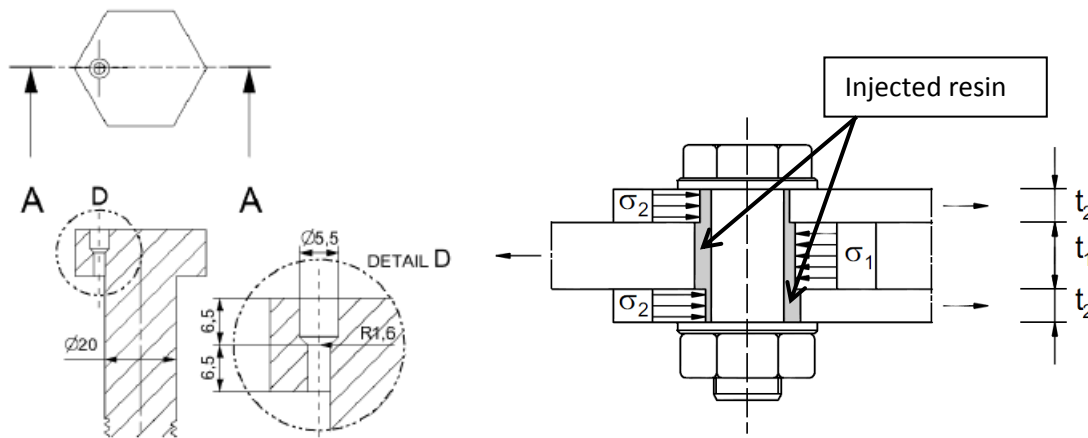 A
A
D
Ø5,5
DETAIL D
6,5
R1,6
6,5
Ø20
Injected resin
σ2
σ1
σ2
t2
t1
t2